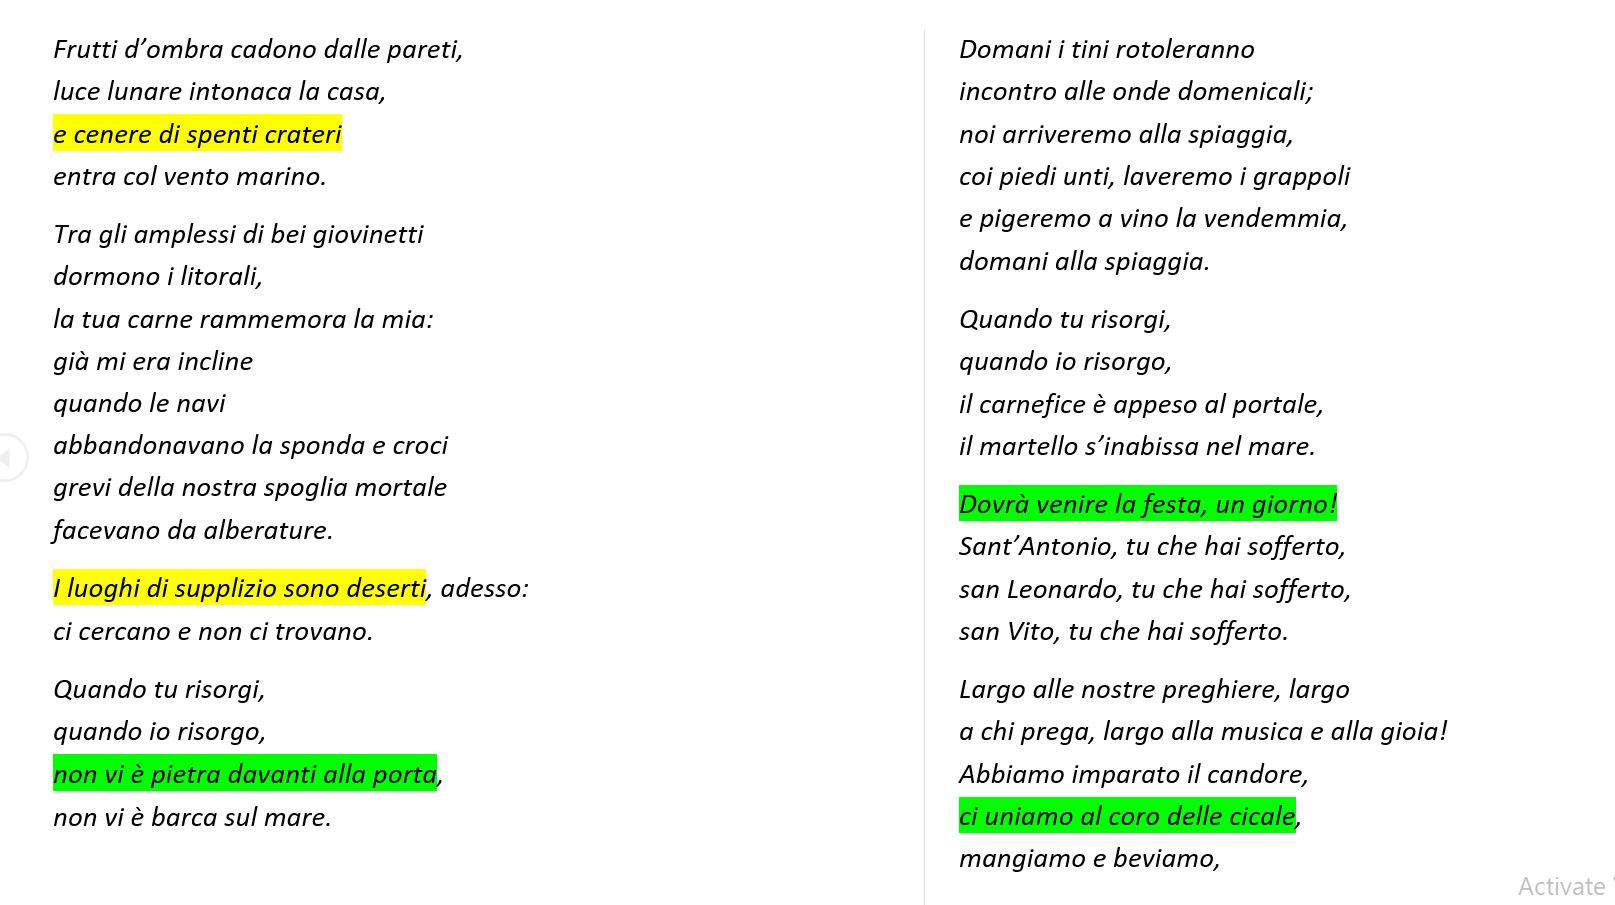 Frutti d’ombra cadono dalle pareti,
luce lunare intonaca la casa,
e cenere di spenti crateri
entra col vento marino.
Tra gli amplessi di bei giovinetti
dormono i litorali,
la tua carne rammemora la mia:
già mi era incline
quando le navi
abbandonavano la sponda e croci
grevi della nostra spoglia mortale
facevano da alberature.
I luoghi di supplizio sono deserti, adesso:
ci cercano e non ci trovano.
Quando tu risorgi,
quando io risorgo,
non vi è pietra davanti alla porta,
non vi è barca sul mare.
Domani i tini rotoleranno
incontro alle onde domenicali;
noi arriveremo alla spiaggia,
coi piedi unti, laveremo i grappoli
e pigeremo a vino la vendemmia,
domani alla spiaggia.
Quando tu risorgi,
quando io risorgo,
il carnefice è appeso al portale,
il martello s’inabissa nel mare.
Dovrà venire la festa, un giorno!
Sant’Antonio, tu che hai sofferto,
san Leonardo, tu che hai sofferto,
san Vito, tu che hai sofferto.
Largo alle nostre preghiere, largo
a chi prega, largo alla musica e alla gioia!
Abbiamo imparato il candore,
ci uniamo al coro delle cicale,
mangiamo e beviamo,
Activate